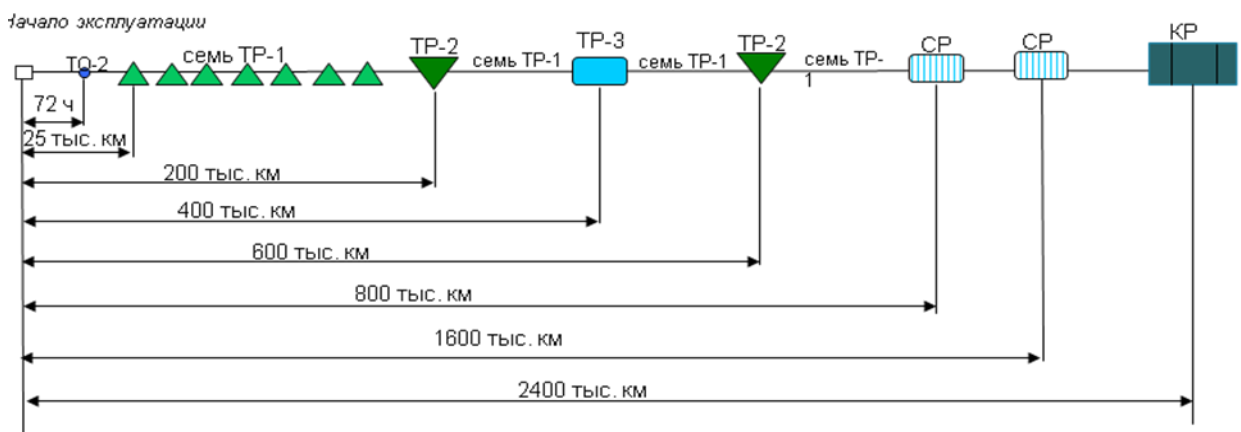 Начало эксплуатации
ТО-2
семь ТР-1
ТР-2
семь ТР-1
ТР-3
семь ТР-1
ТР-2
семь ТР-
1
СР
СР
КР
72 ч
25 тыс. км
200 тыс. км
400 тыс. км
600 тыс. км
800 тыс. км
1600 тыс. км
2400 тыс. км